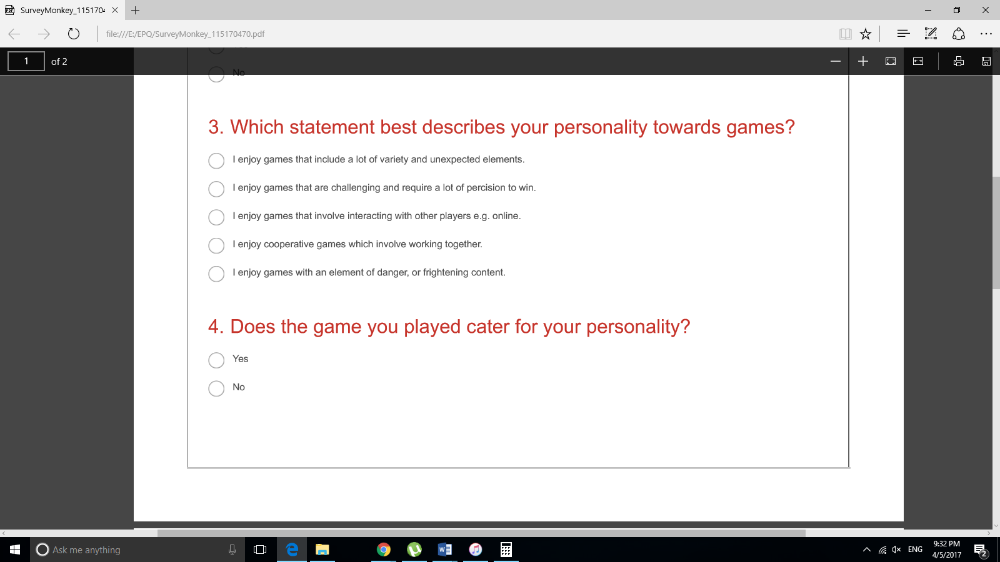 SurveyMonkey_115170
file:///E:/EPQ/SurveyMonkey_115170470.pdf
1 of 2
No
3. Which statement best describes your personality towards games?
I enjoy games that include a lot of variety and unexpected elements.
I enjoy games that are challenging and require a lot of percision to win.
I enjoy games that involve interacting with other players e.g. online.
I enjoy cooperative games which involve working together.
I enjoy games with an element of danger, or frightening content.
4. Does the game you played cater for your personality?
Yes
No
Ask me anything
ENG
9:32 PM
4/5/2017
2